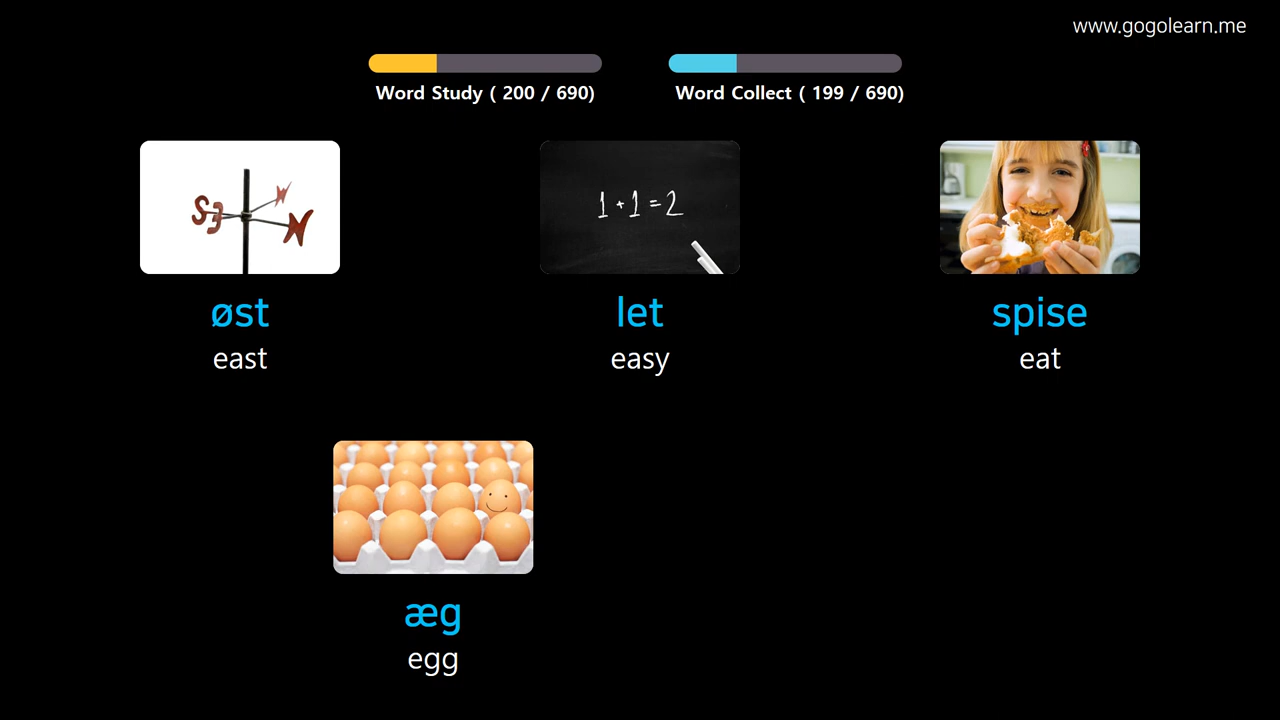 www.gogolearn.me
Word Study ( 200 / 690)
Word Collect ( 199 / 690)
S E N W
1 + 1 = 2
øst
let
spise
east
easy
eat
æg
egg